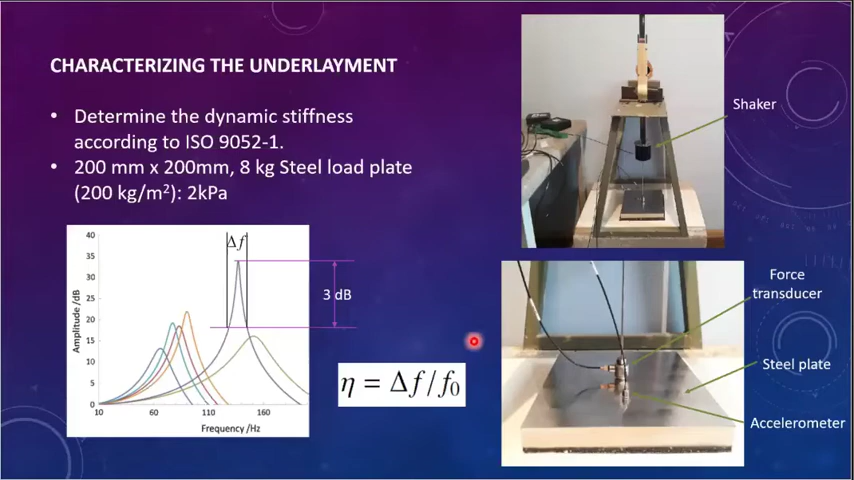 CHARACTERIZING THE UNDERLAYMENT
• Determine the dynamic stiffness
according to ISO 9052-1.
• 200 mm x 200mm, 8 kg Steel load plate
(200 kg/m²): 2kPa
Amplitude /dB
40
35
30
25
20
15
10
5
0
10
60
110
160
Frequency/Hz
Δf
3 dB
η = Δf/f₀
Shaker
Force
transducer
Steel plate
Accelerometer